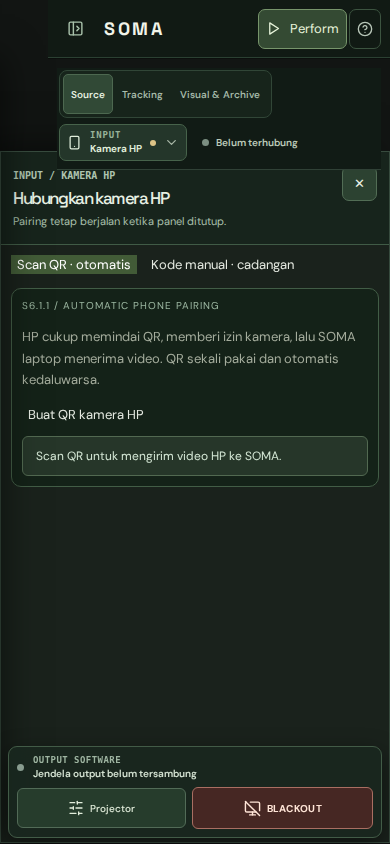 SOMA
Perform
Source
Tracking
Visual & Archive
INPUT
Kamera HP
Belum terhubung
INPUT / KAMERA HP
Hubungkan kamera HP
Pairing tetap berjalan ketika panel ditutup.
Scan QR · otomatis
Kode manual · cadangan
S6.1.1 / AUTOMATIC PHONE PAIRING
HP cukup memindai QR, memberi izin kamera, lalu SOMA
laptop menerima video. QR sekali pakai dan otomatis
kedaluwarsa.
Buat QR kamera HP
Scan QR untuk mengirim video HP ke SOMA.
OUTPUT SOFTWARE
Jendela output belum tersambung
Projector
BLACKOUT